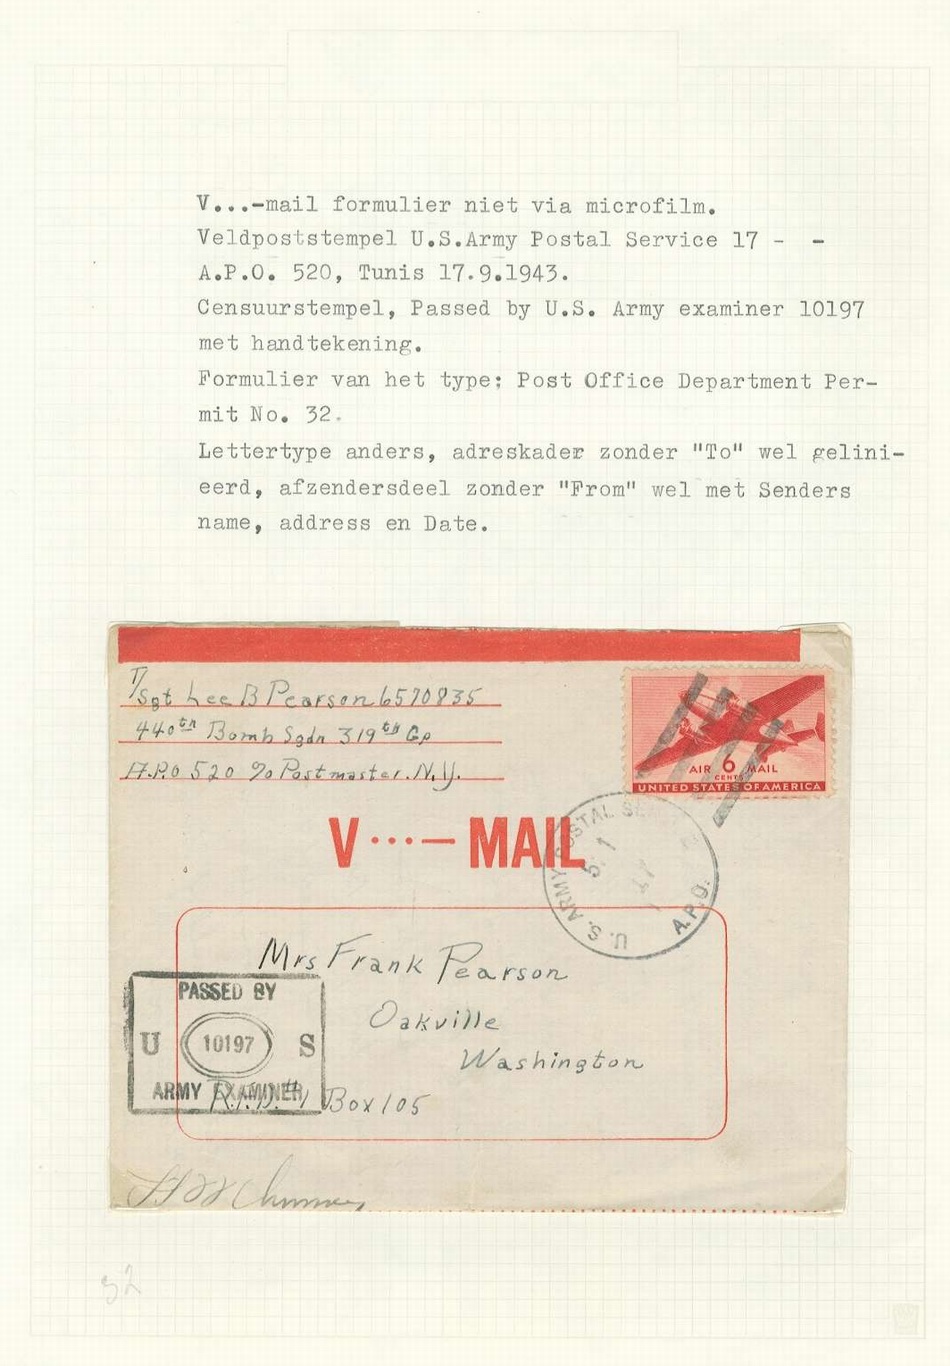 V...-mail formulier niet via microfilm.
Veldpoststempel U.S.Army Postal Service 17 -  -
A.P.O. 520, Tunis 17.9.1943.
Censuurstempel, Passed by U.S. Army examiner 10197
met handtekening.
Formulier van het type: Post Office Department Per-
mit No. 32.
Lettertype anders, adreskader zonder "To" wel gelini-
eerd, afzendersdeel zonder "From" wel met Senders
name, address en Date.
T/Sgt Lee B Pearson 6570835
440th Bomb Sqdn 319th Gp
A.P.O 520 % Postmaster. N.Y.
AIR 6 MAIL
CENTS
UNITED STATES OF AMERICA
V ···— MAIL
U. S. ARMY POSTAL
A.P.O.
Mrs Frank Pearson
Oakville
Washington
R.F.D. #1 Box 105
PASSED BY
U 10197 S
ARMY EXAMINER
32